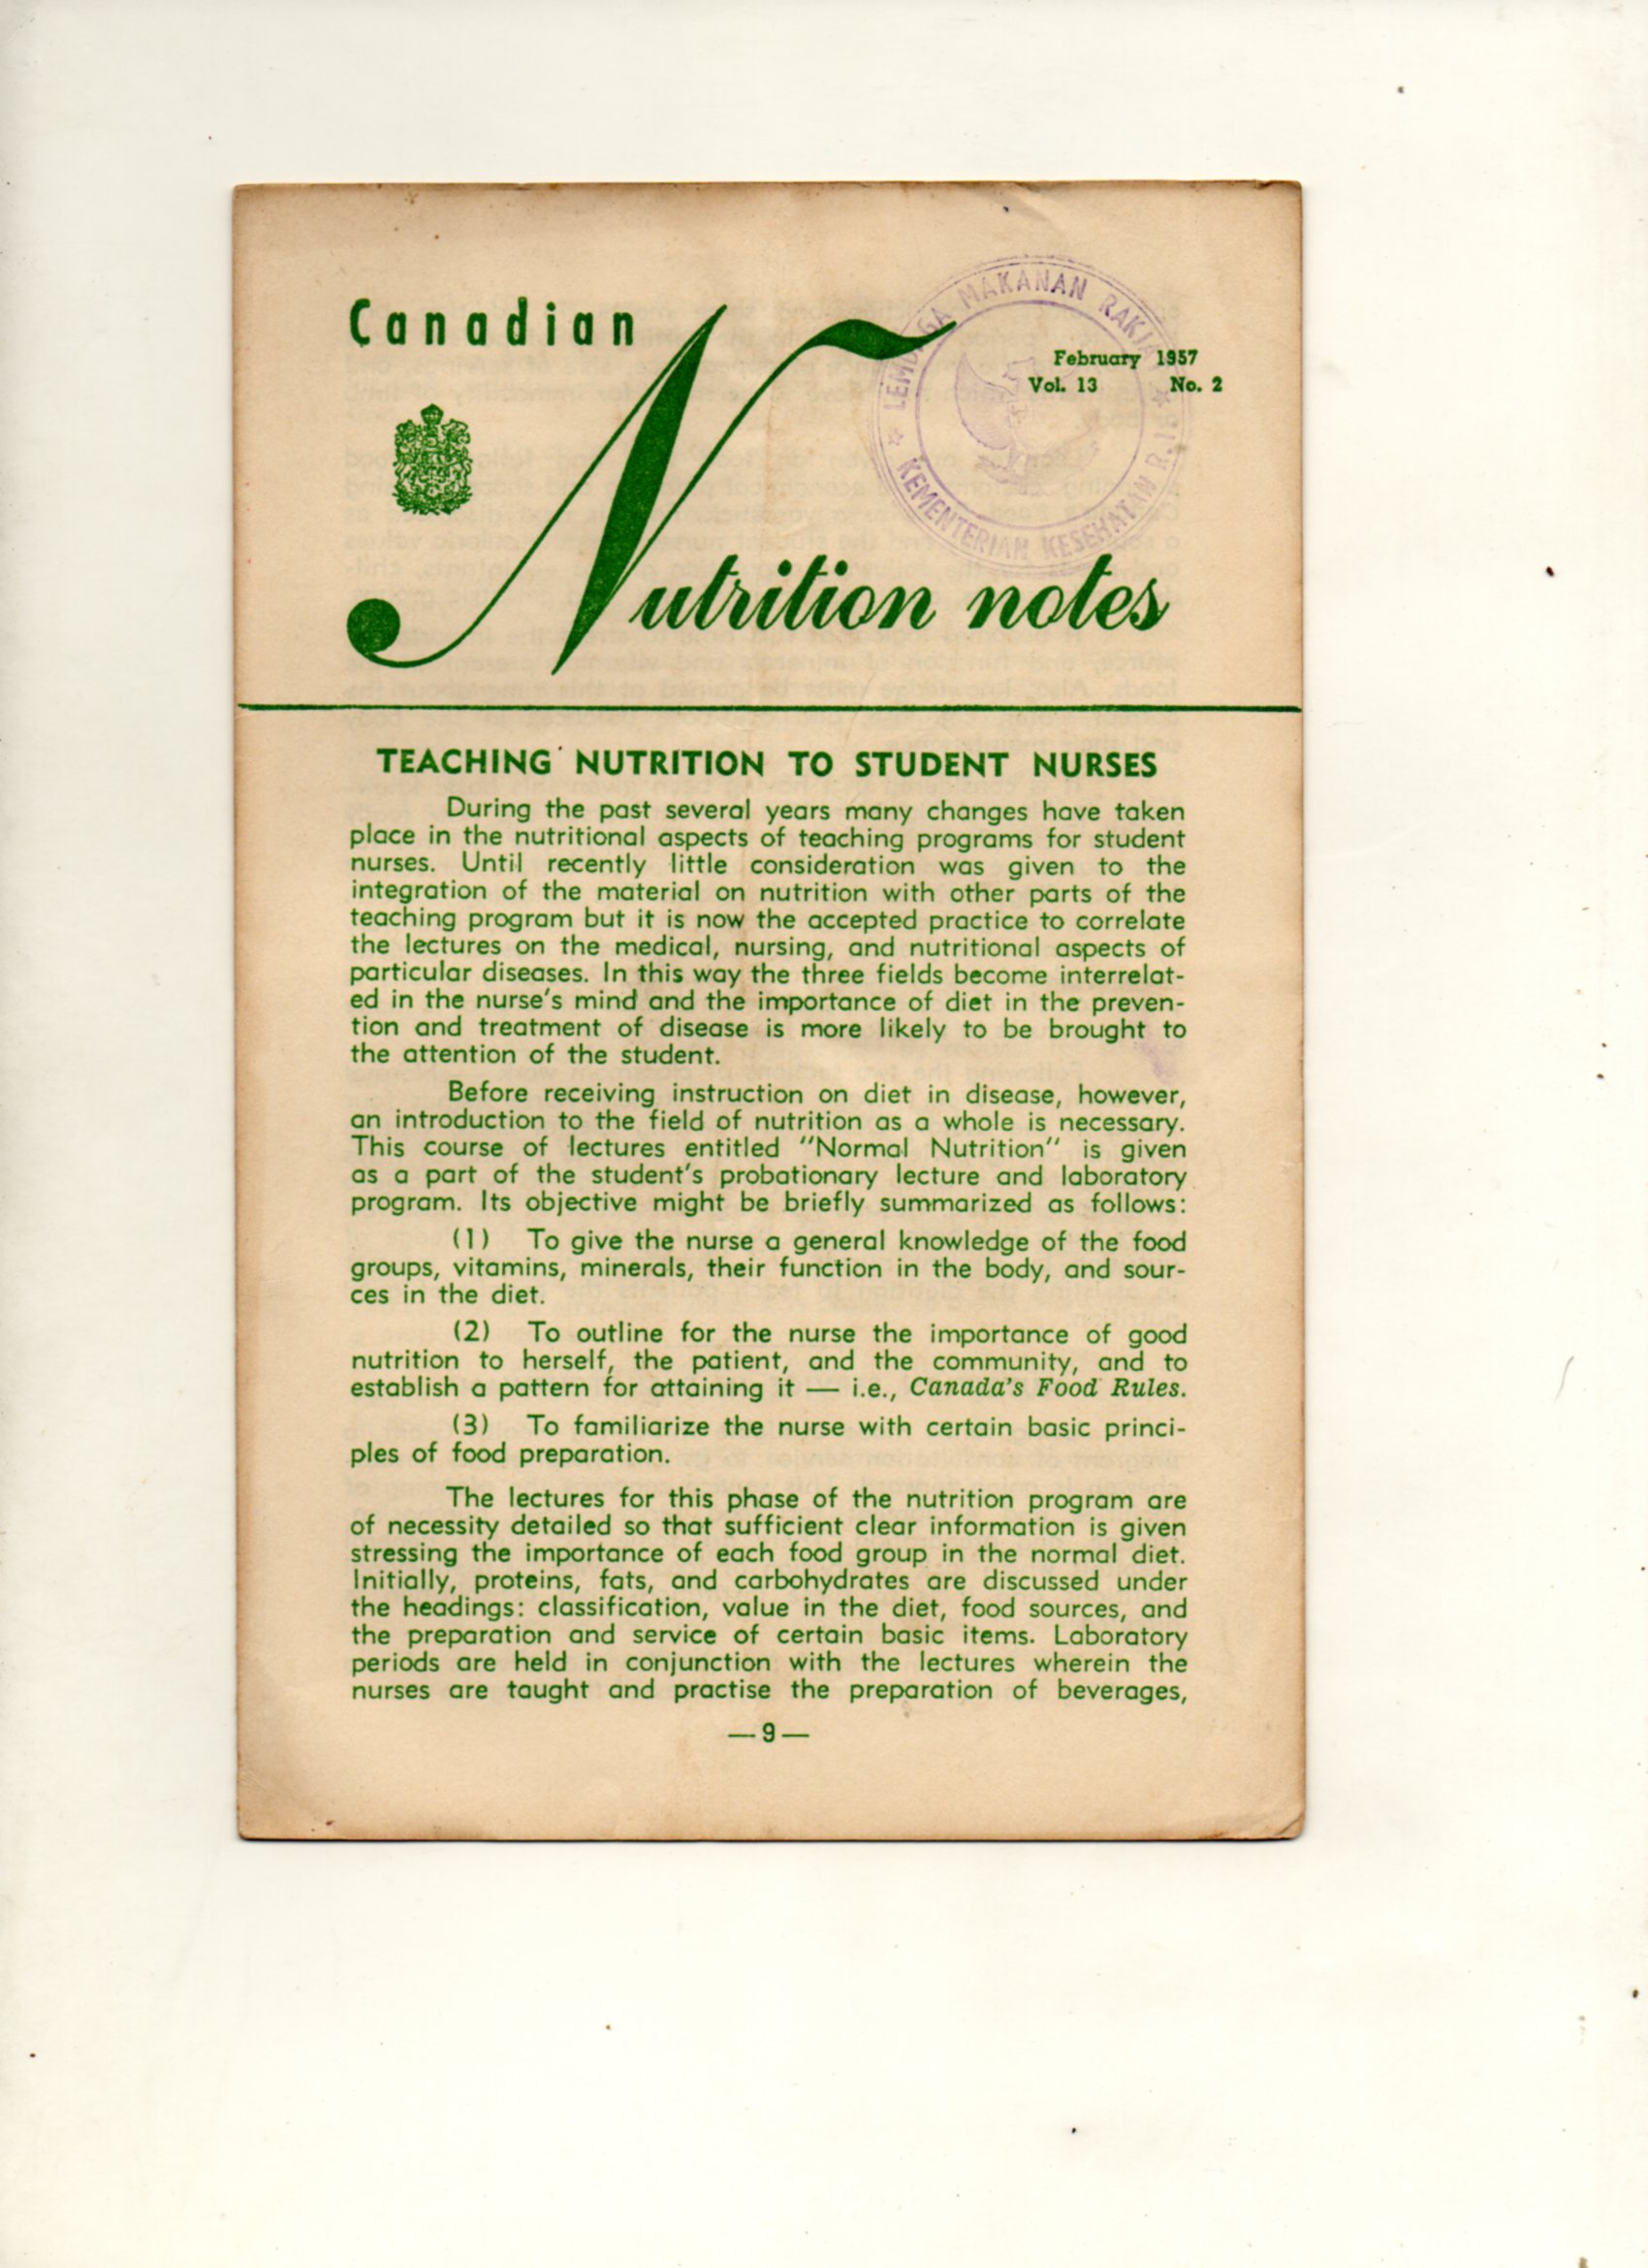 Canadian
Nutrition notes
February 1957
Vol. 13 No. 2
LEMBAGA MAKANAN RAKJAT
KEMENTERIAN KESEHATAN R.I.
TEACHING NUTRITION TO STUDENT NURSES
During the past several years many changes have taken
place in the nutritional aspects of teaching programs for student
nurses. Until recently little consideration was given to the
integration of the material on nutrition with other parts of the
teaching program but it is now the accepted practice to correlate
the lectures on the medical, nursing, and nutritional aspects of
particular diseases. In this way the three fields become interrelat-
ed in the nurse's mind and the importance of diet in the preven-
tion and treatment of disease is more likely to be brought to
the attention of the student.
Before receiving instruction on diet in disease, however,
an introduction to the field of nutrition as a whole is necessary.
This course of lectures entitled "Normal Nutrition" is given
as a part of the student's probationary lecture and laboratory
program. Its objective might be briefly summarized as follows:
(1) To give the nurse a general knowledge of the food
groups, vitamins, minerals, their function in the body, and sour-
ces in the diet.
(2) To outline for the nurse the importance of good
nutrition to herself, the patient, and the community, and to
establish a pattern for attaining it — i.e., Canada's Food Rules.
(3) To familiarize the nurse with certain basic princi-
ples of food preparation.
The lectures for this phase of the nutrition program are
of necessity detailed so that sufficient clear information is given
stressing the importance of each food group in the normal diet.
Initially, proteins, fats, and carbohydrates are discussed under
the headings: classification, value in the diet, food sources, and
the preparation and service of certain basic items. Laboratory
periods are held in conjunction with the lectures wherein the
nurses are taught and practise the preparation of beverages,
—9—